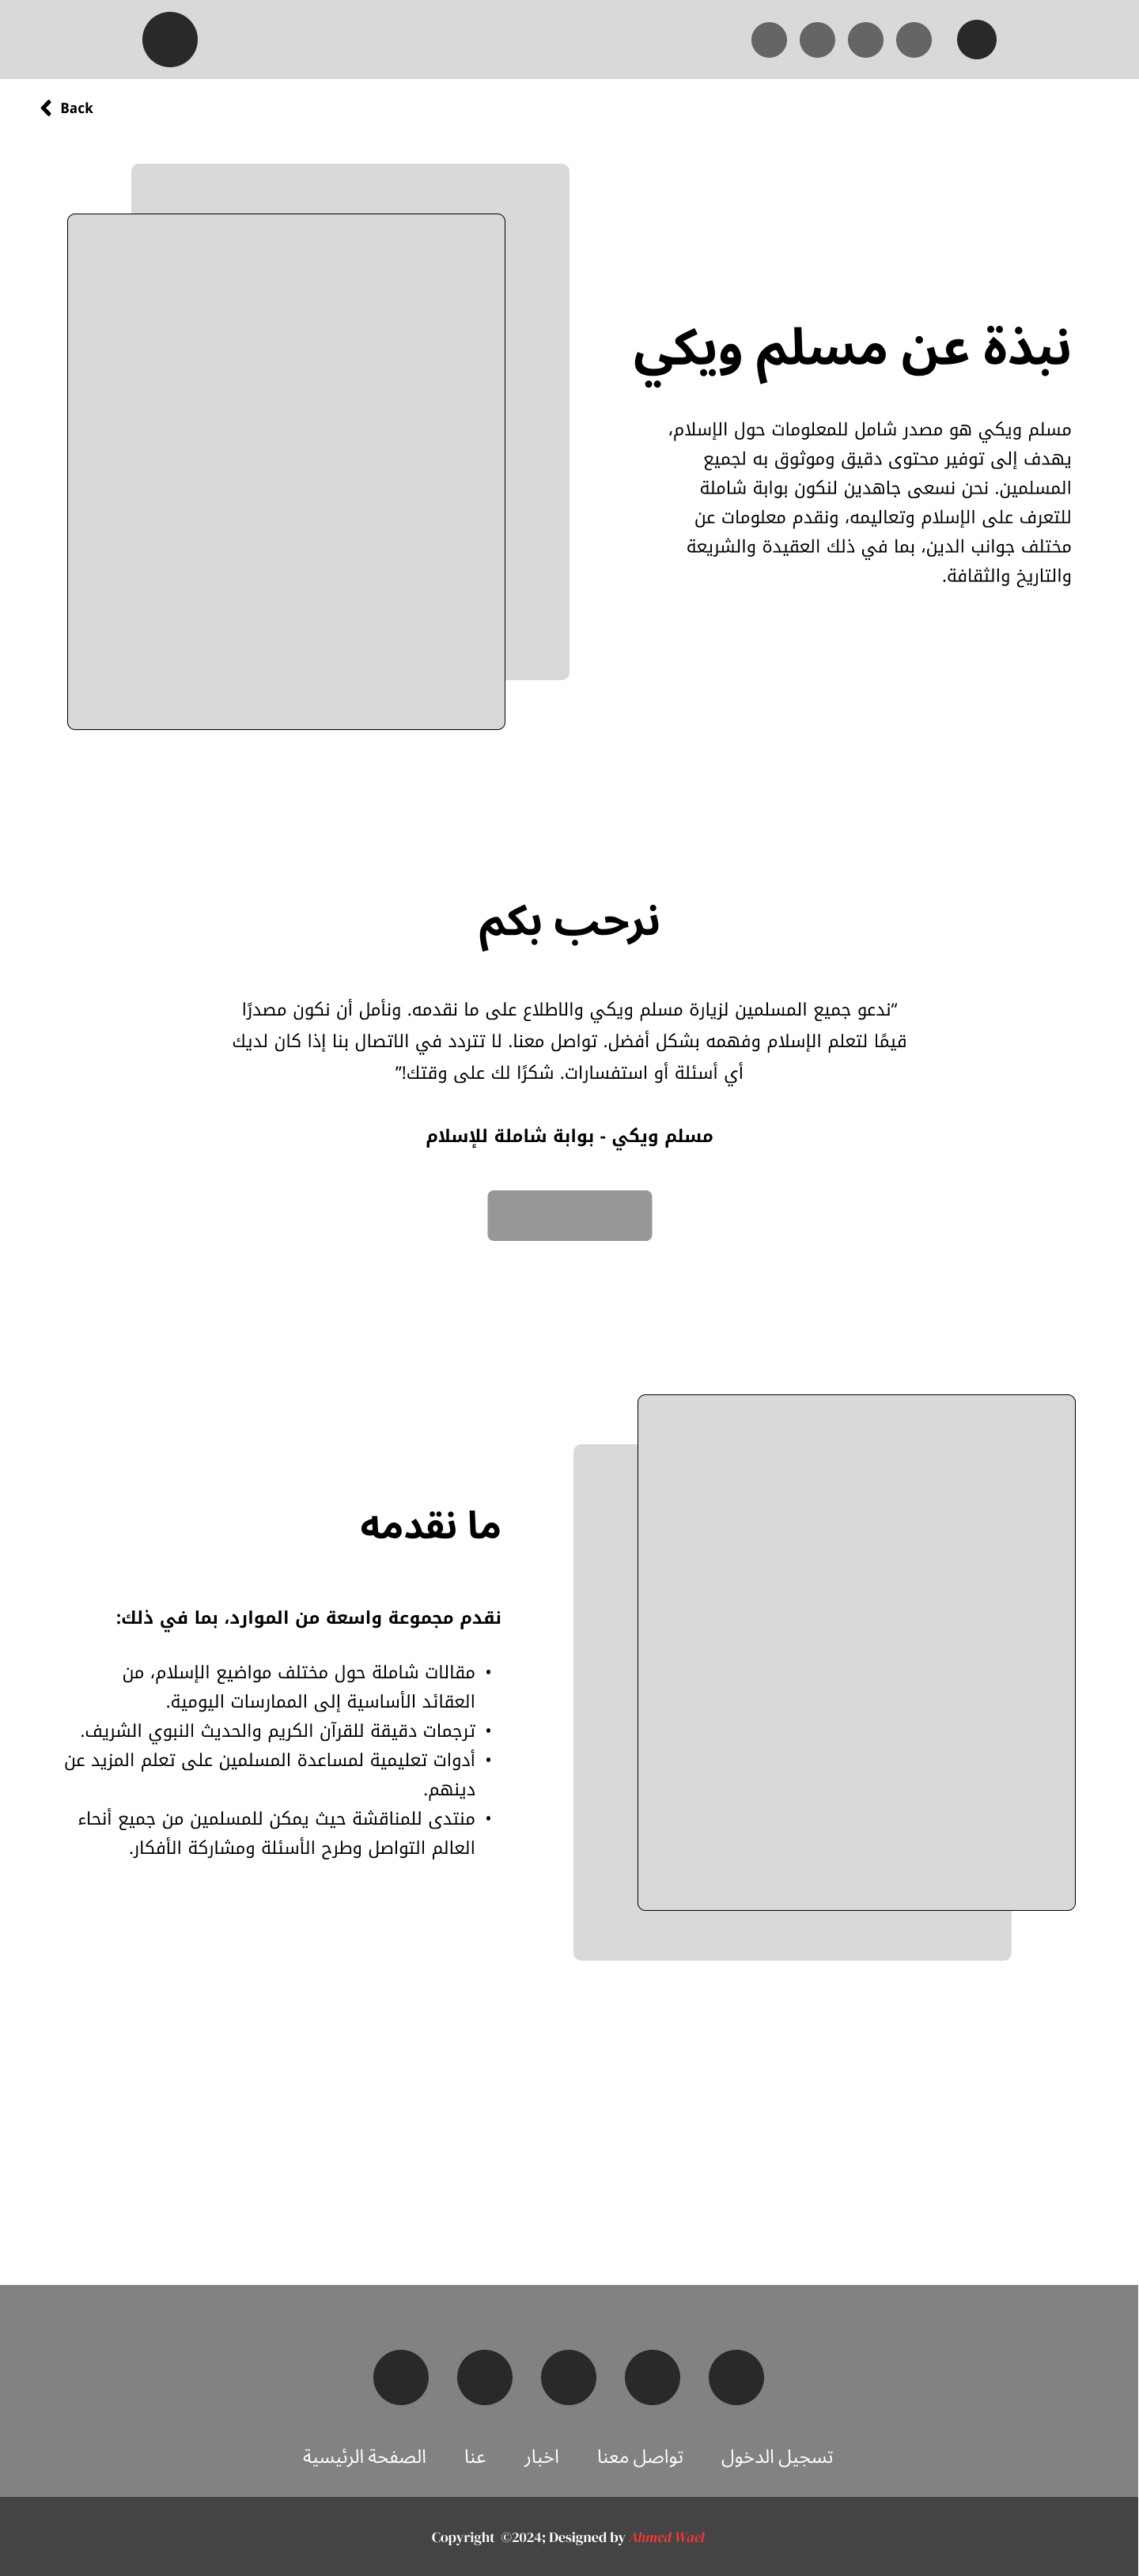 Back
نبذة عن مسلم ويكي
مسلم ويكي هو مصدر شامل للمعلومات حول الإسلام،
يهدف إلى توفير محتوى دقيق وموثوق به لجميع
المسلمين. نحن نسعى جاهدين لنكون بوابة شاملة
للتعرف على الإسلام وتعاليمه، ونقدم معلومات عن
مختلف جوانب الدين، بما في ذلك العقيدة والشريعة
والتاريخ والثقافة.
نرحب بكم
“ندعو جميع المسلمين لزيارة مسلم ويكي والاطلاع على ما نقدمه. ونأمل أن نكون مصدرًا
قيمًا لتعلم الإسلام وفهمه بشكل أفضل. تواصل معنا. لا تتردد في الاتصال بنا إذا كان لديك
أي أسئلة أو استفسارات. شكرًا لك على وقتك!”
مسلم ويكي - بوابة شاملة للإسلام
ما نقدمه
نقدم مجموعة واسعة من الموارد، بما في ذلك:
• مقالات شاملة حول مختلف مواضيع الإسلام، من
العقائد الأساسية إلى الممارسات اليومية.
• ترجمات دقيقة للقرآن الكريم والحديث النبوي الشريف.
• أدوات تعليمية لمساعدة المسلمين على تعلم المزيد عن
دينهم.
• منتدى للمناقشة حيث يمكن للمسلمين من جميع أنحاء
العالم التواصل وطرح الأسئلة ومشاركة الأفكار.
تسجيل الدخول تواصل معنا اخبار عنا الصفحة الرئيسية
Copyright ©2024; Designed by Ahmed Wael